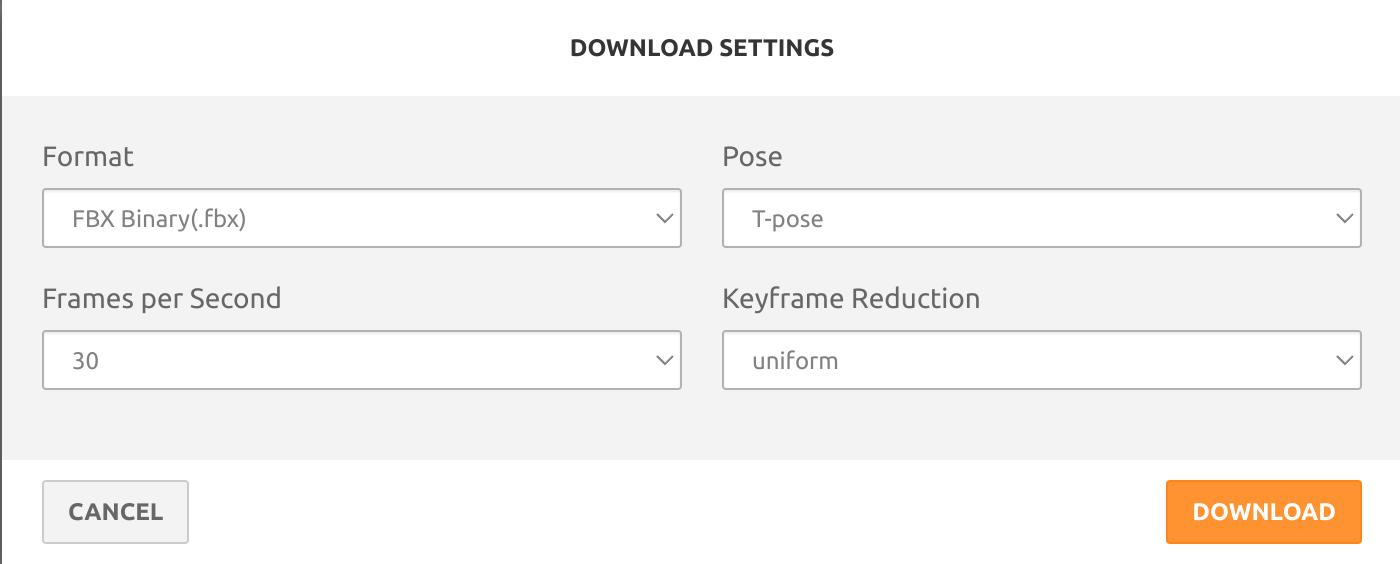 DOWNLOAD SETTINGS
Format
Pose
FBX Binary(.fbx)
T-pose
Frames per Second
Keyframe Reduction
30
uniform
CANCEL
DOWNLOAD